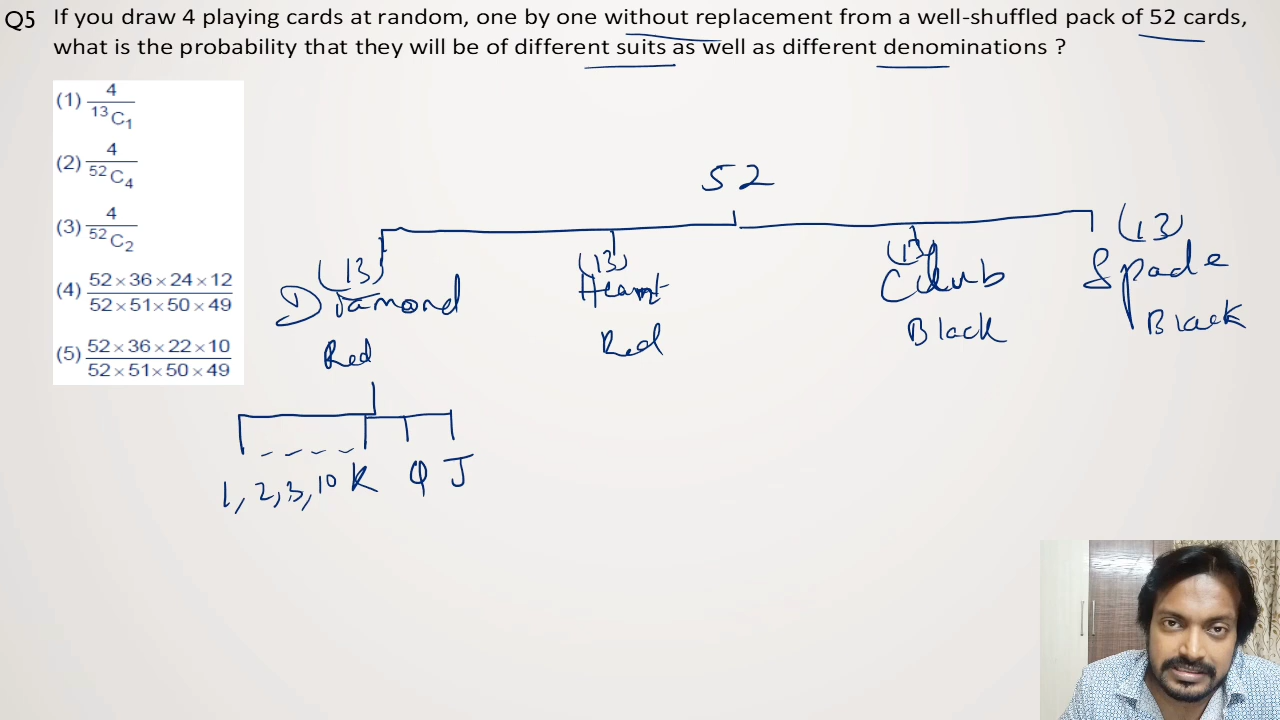 Q5 If you draw 4 playing cards at random, one by one without replacement from a well-shuffled pack of 52 cards,
what is the probability that they will be of different suits as well as different denominations ?
(1) 4 / ¹³C₁
(2) 4 / ⁵²C₄
(3) 4 / ⁵²C₂
(4) 52×36×24×12 / 52×51×50×49
(5) 52×36×22×10 / 52×51×50×49
52
(13) (13) (13) (13)
Diamond Heart Club Spade
Red Red Black Black
1, 2, 3, 10 K Q J